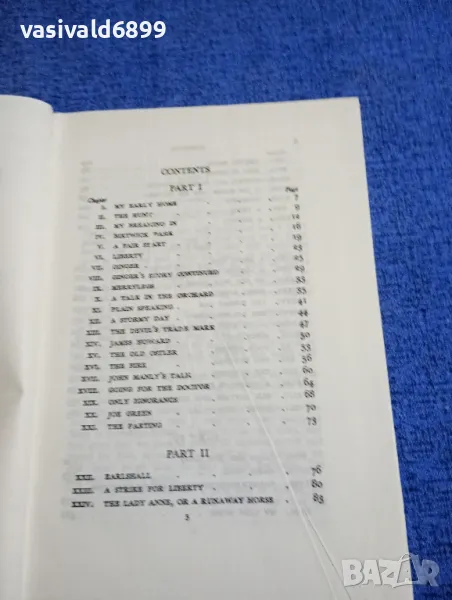 vasivald6899
CONTENTS
PART I
Chapter Page
I. MY EARLY HOME 7
II. THE HUNT 9
III. MY BREAKING IN 14
IV. BIRTWICK PARK 16
V. A FAIR START 19
VI. LIBERTY 23
VII. GINGER 25
VIII. GINGER'S STORY CONTINUED 29
IX. MERRYLEGS 33
X. A TALK IN THE ORCHARD 35
XI. PLAIN SPEAKING 41
XII. A STORMY DAY 44
XIII. THE DEVIL'S TRADE MARK 47
XIV. JAMES HOWARD 50
XV. THE OLD OSTLER 53
XVI. THE FIRE 56
XVII. JOHN MANLY'S TALK 60
XVIII. GOING FOR THE DOCTOR 64
XIX. ONLY IGNORANCE 68
XX. JOE GREEN 70
XXI. THE PARTING 73
PART II
XXII. EARLSHALL 76
XXIII. A STRIKE FOR LIBERTY 80
XXIV. THE LADY ANNE, OR A RUNAWAY HORSE 83
5
BAZAR